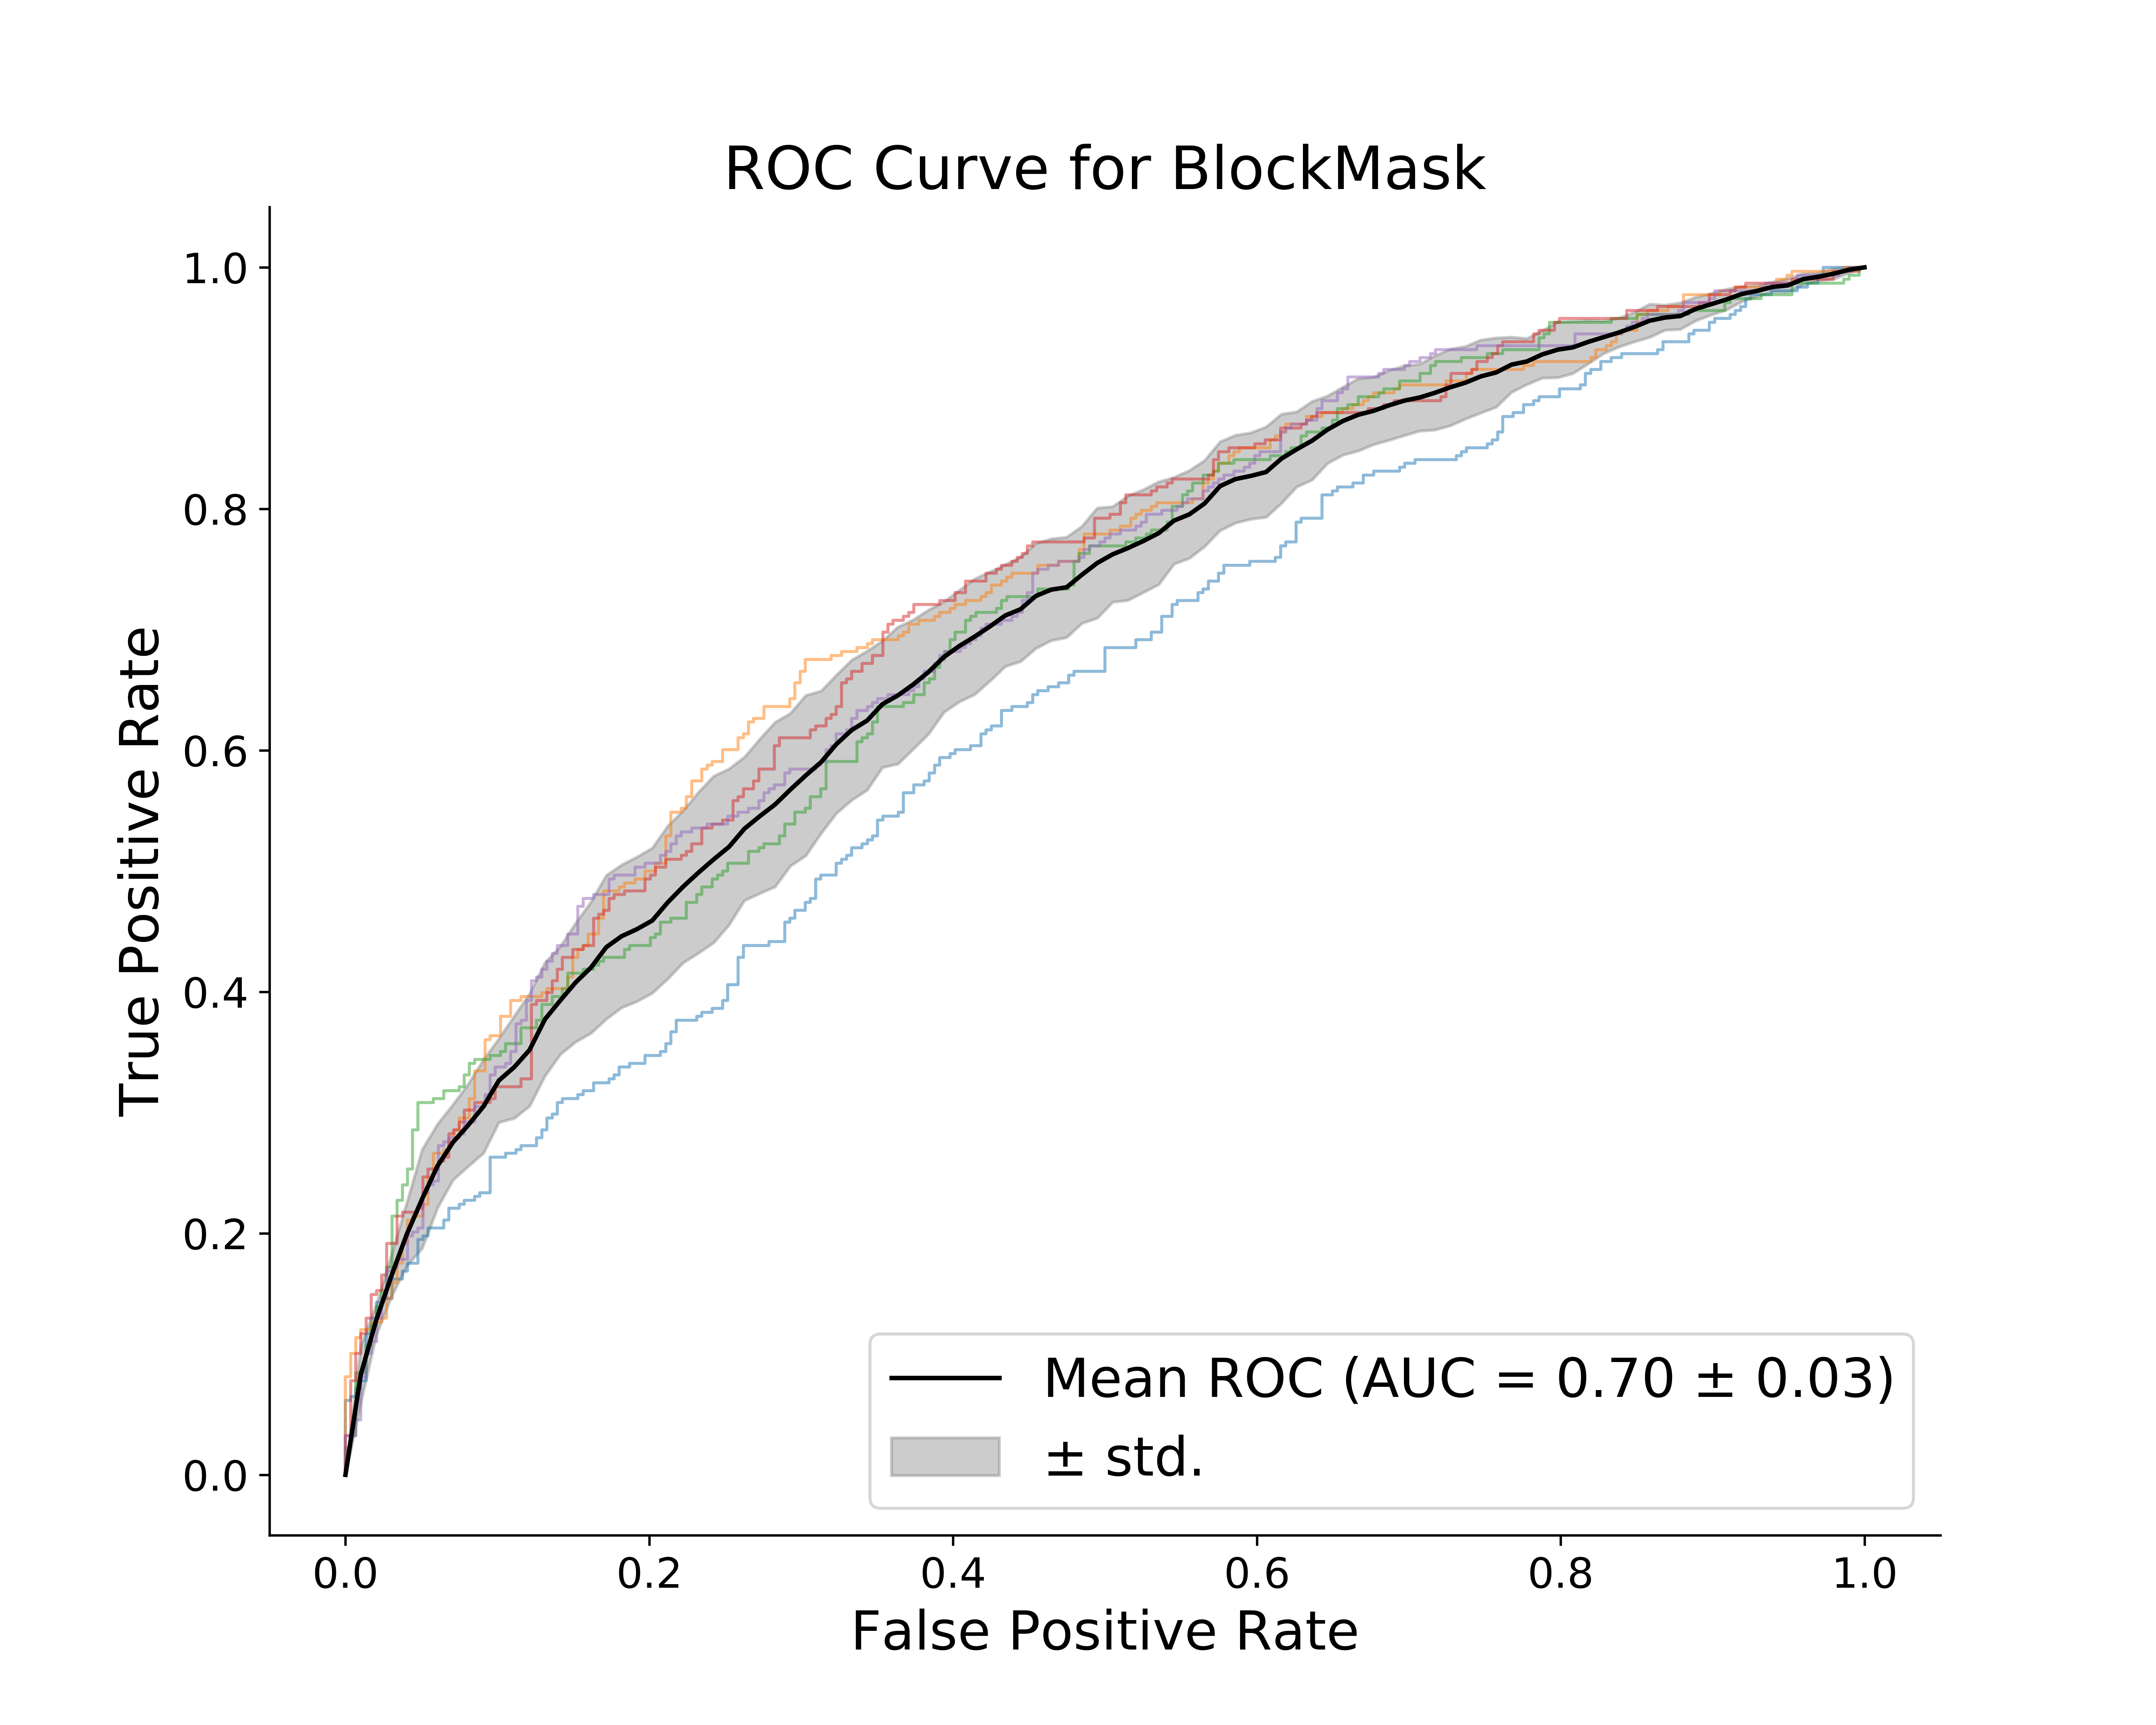 ROC Curve for BlockMask
1.0
0.8
0.6
0.4
0.2
0.0
True Positive Rate
Mean ROC (AUC = 0.70 ± 0.03)
± std.
0.0 0.2 0.4 0.6 0.8 1.0
False Positive Rate